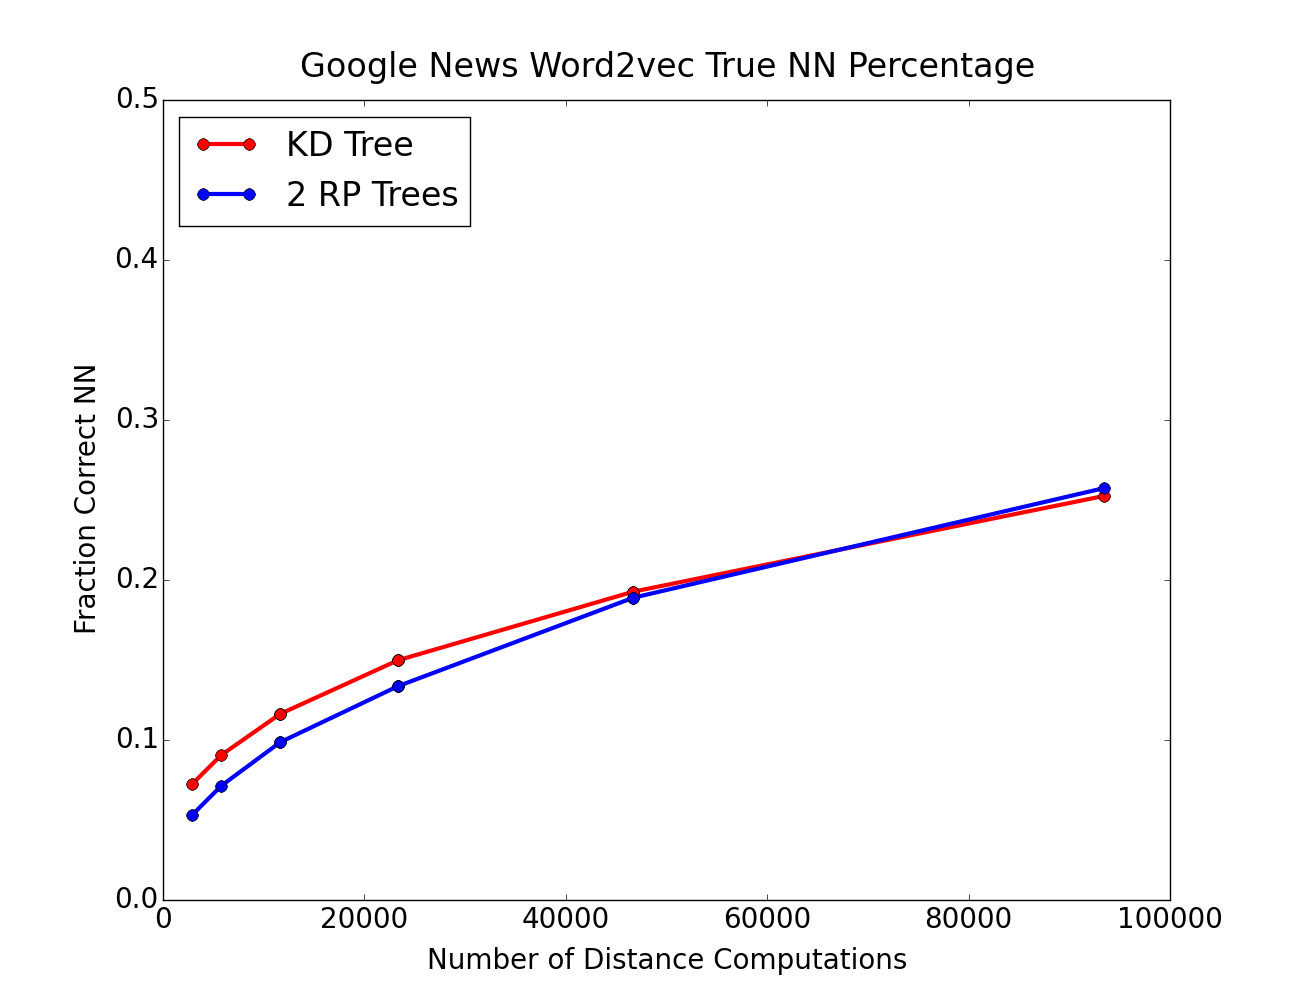 Google News Word2vec True NN Percentage
0.5
KD Tree
2 RP Trees
0.4
0.3
0.2
0.1
0.0
Fraction Correct NN
0 20000 40000 60000 80000 100000
Number of Distance Computations